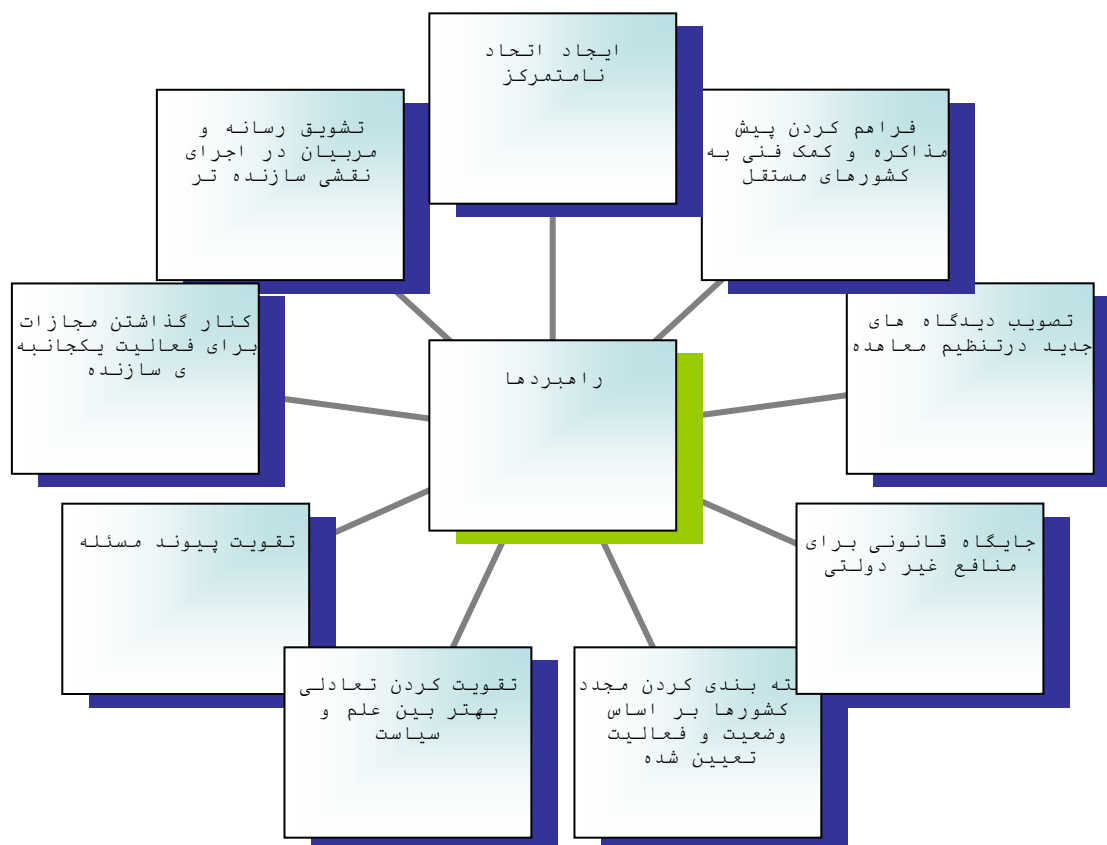 ایجاد اتحاد
نامتمرکز
فراهم کردن پیش
مذاکره و کمک فنی به
کشورهای مستقل
تصویب دیدگاه های
جدید درتنظیم معاهده
جایگاه قانونی برای
منافع غیر دولتی
بندی کردن مجدد
کشورها بر اساس
وضعیت و فعالیت
تعیین شده
تقویت کردن تعادلی
بهتر بین علم و
سیاست
تقویت پیوند مسئله
کنار گذاشتن مجازات
برای فعالیت یکجانبه
ی سازنده
تشویق رسانه و
مربیان در اجرای
نقشی سازنده تر
راهبردها